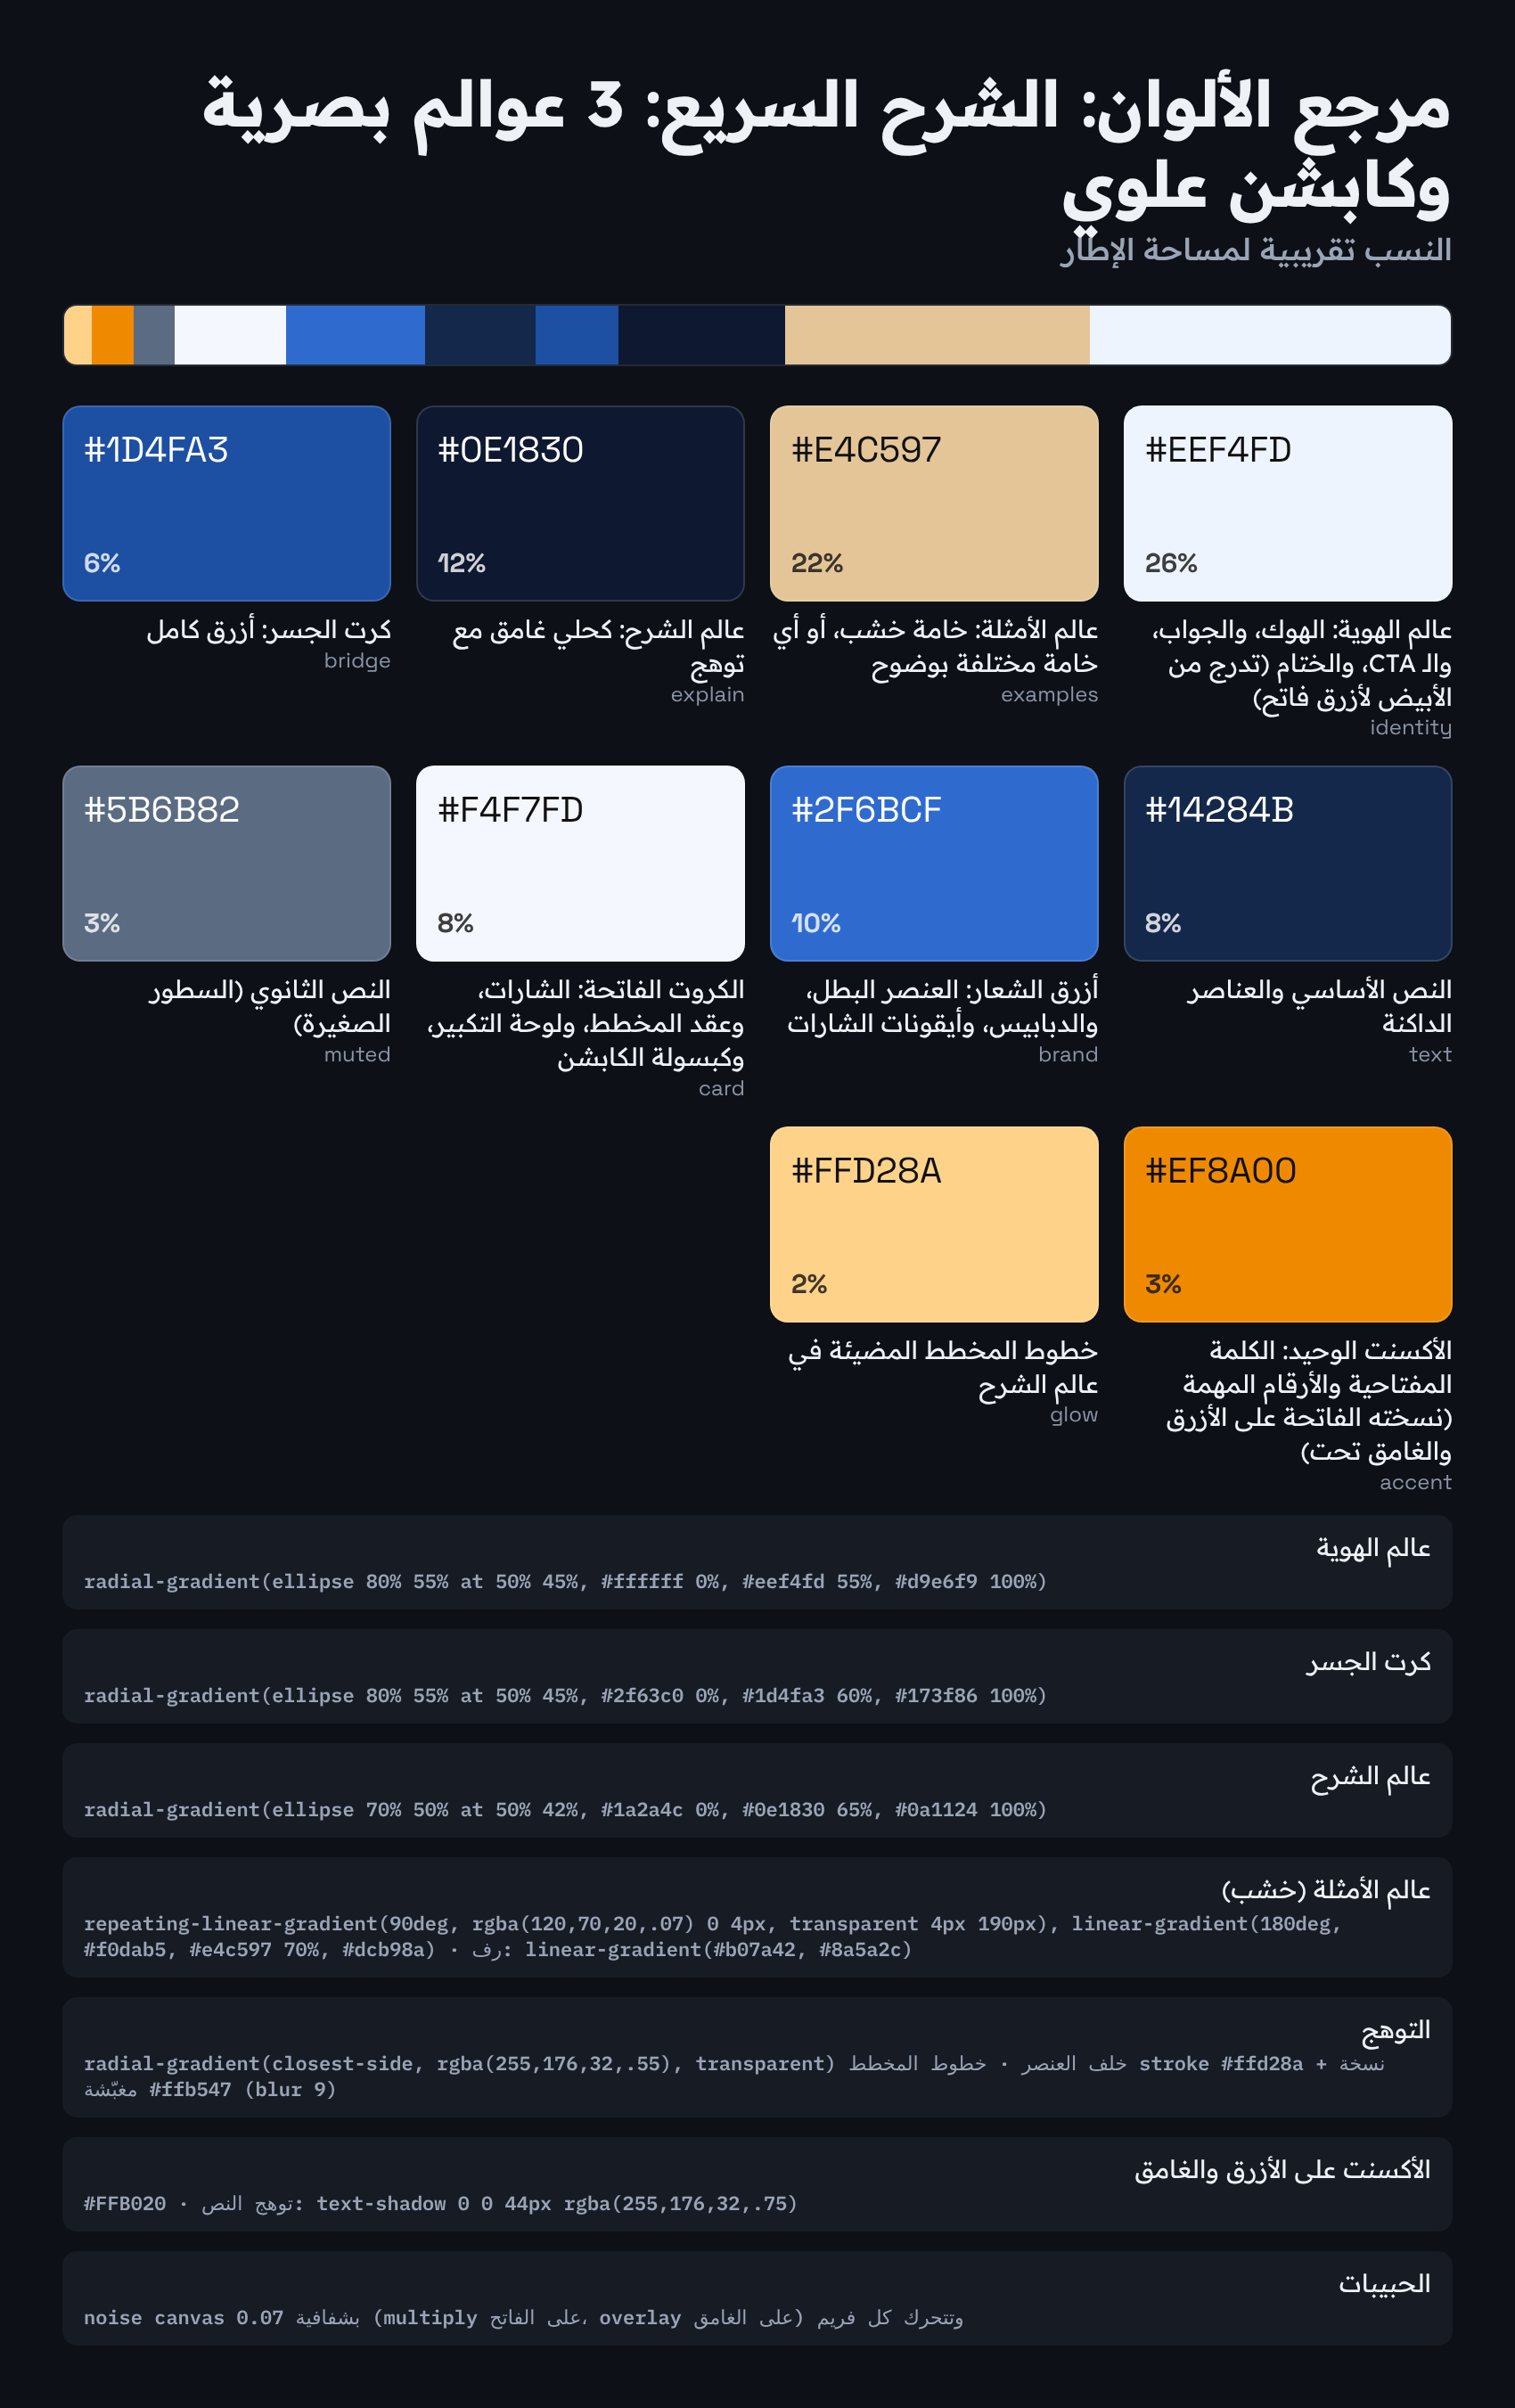 مرجع الألوان: الشرح السريع: 3 عوالم بصرية
وكابشن علوي
النسب تقريبية لمساحة الإطار
#EEF4FD
26%
عالم الهوية: الهوك، والجواب،
والـ CTA، والختام (تدرج من
الأبيض لأزرق فاتح)
identity
#E4C597
22%
عالم الأمثلة: خامة خشب، أو أي
خامة مختلفة بوضوح
examples
#0E1830
12%
عالم الشرح: كحلي غامق مع
توهج
explain
#1D4FA3
6%
كرت الجسر: أزرق كامل
bridge
#14284B
8%
النص الأساسي والعناصر
الداكنة
text
#2F6BCF
10%
أزرق الشعار: العنصر البطل،
والدبابيس، وأيقونات الشارات
brand
#F4F7FD
8%
الكروت الفاتحة: الشارات،
وعقد المخطط، ولوحة التكبير،
وكبسولة الكابشن
card
#5B6B82
3%
النص الثانوي (السطور
الصغيرة)
muted
#EF8A00
3%
الأكسنت الوحيد: الكلمة
المفتاحية والأرقام المهمة
(نسخته الفاتحة على الأزرق
والغامق تحت)
accent
#FFD28A
2%
خطوط المخطط المضيئة في
عالم الشرح
glow
عالم الهوية
radial-gradient(ellipse 80% 55% at 50% 45%, #ffffff 0%, #eef4fd 55%, #d9e6f9 100%)
كرت الجسر
radial-gradient(ellipse 80% 55% at 50% 45%, #2f63c0 0%, #1d4fa3 60%, #173f86 100%)
عالم الشرح
radial-gradient(ellipse 70% 50% at 50% 42%, #1a2a4c 0%, #0e1830 65%, #0a1124 100%)
عالم الأمثلة (خشب)
repeating-linear-gradient(90deg, rgba(120,70,20,.07) 0 4px, transparent 4px 190px), linear-gradient(180deg,
#f0dab5, #e4c597 70%, #dcb98a) · رف: linear-gradient(#b07a42, #8a5a2c)
التوهج
radial-gradient(closest-side, rgba(255,176,32,.55), transparent) خلف العنصر · خطوط المخطط stroke #ffd28a + نسخة
مغبّشة #ffb547 (blur 9)
الأكسنت على الأزرق والغامق
#FFB020 · توهج النص: text-shadow 0 0 44px rgba(255,176,32,.75)
الحبيبات
noise canvas 0.07 بشفافية (multiply على الفاتح، overlay على الغامق) وتتحرك كل فريم